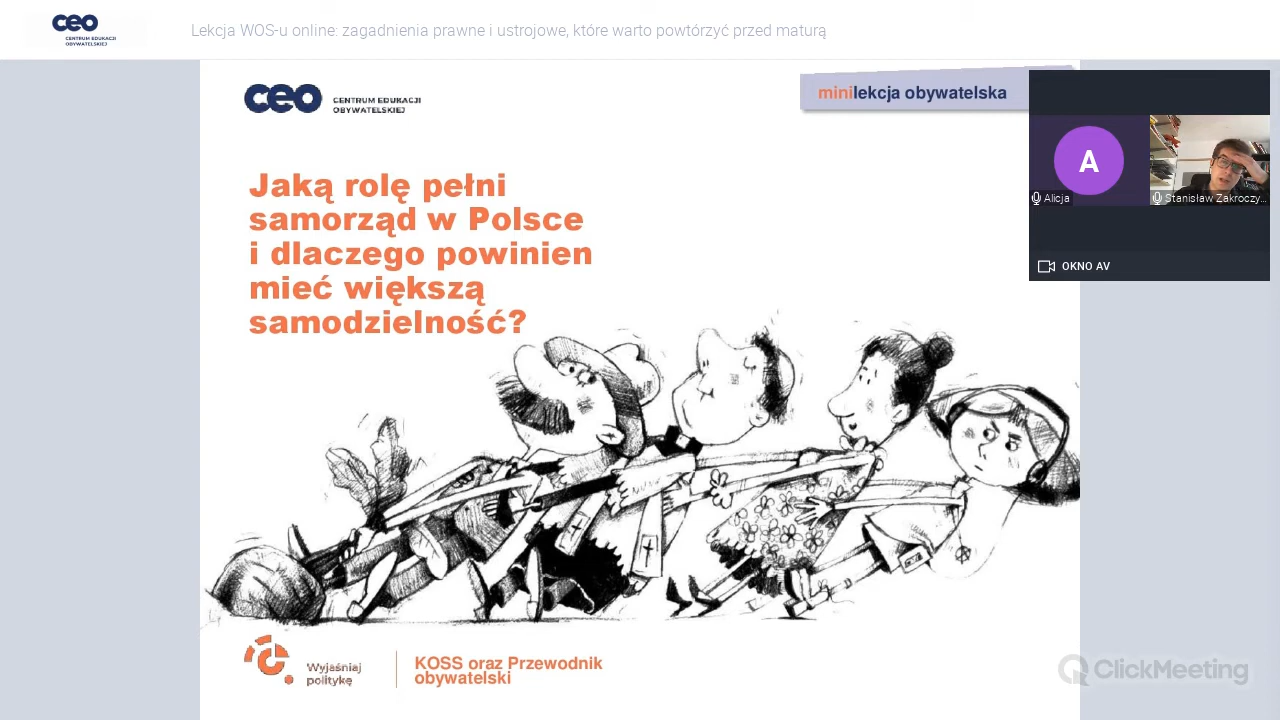 ceo
CENTRUM EDUKACJI
OBYWATELSKIEJ
Lekcja WOS-u online: zagadnienia prawne i ustrojowe, które warto powtórzyć przed maturą
ceo
CENTRUM EDUKACJI
OBYWATELSKIEJ
minilekcja obywatelska
A
Alicja
Stanisław Zakroczy...
OKNO AV
Jaką rolę pełni
samorząd w Polsce
i dlaczego powinien
mieć większą
samodzielność?
Wyjaśniaj
politykę
KOSS oraz Przewodnik
obywatelski
ClickMeeting